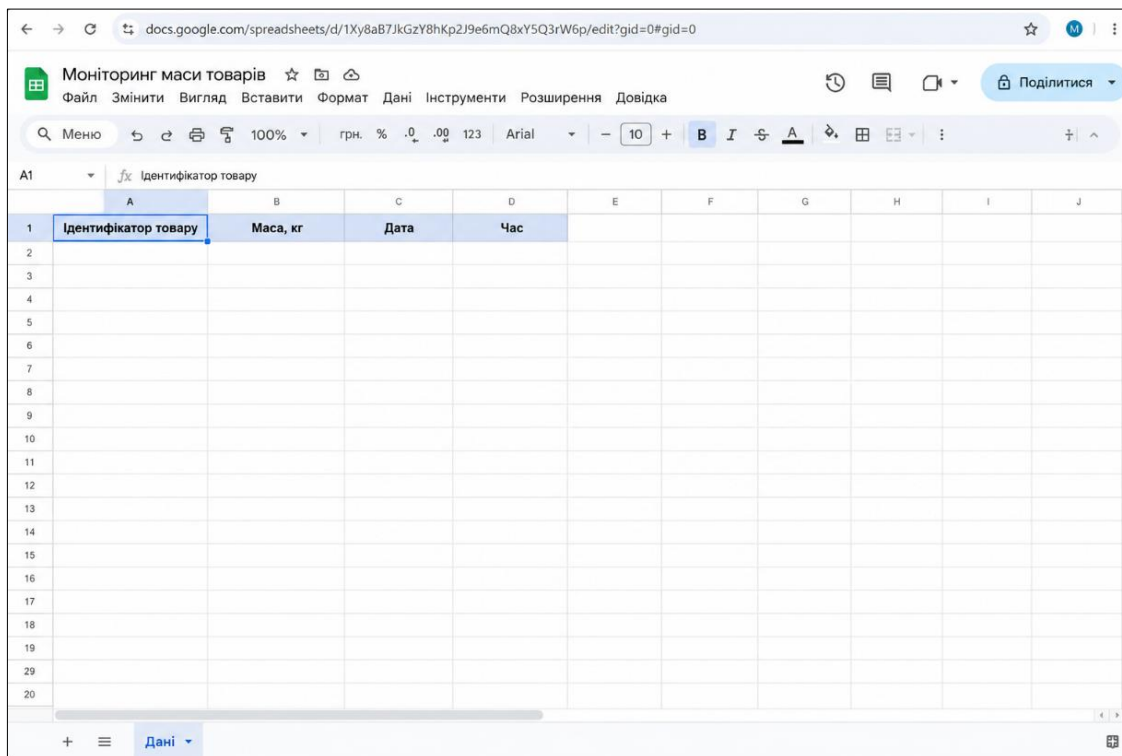 docs.google.com/spreadsheets/d/1Xy8aB7JkGzY8hKp2J9e6mQ8xY5Q3rW6p/edit?gid=0#gid=0 M
Моніторинг маси товарів
Файл Змінити Вигляд Вставити Формат Дані Інструменти Розширення Довідка
Поділитися
Меню 100% грн. % .0 .00 123 Arial − 10 + B I S A
A1 fx Ідентифікатор товару
A B C D E F G H I J
1 Ідентифікатор товару Маса, кг Дата Час
2
3
4
5
6
7
8
9
10
11
12
13
14
15
16
17
18
19
29
20
+ Дані